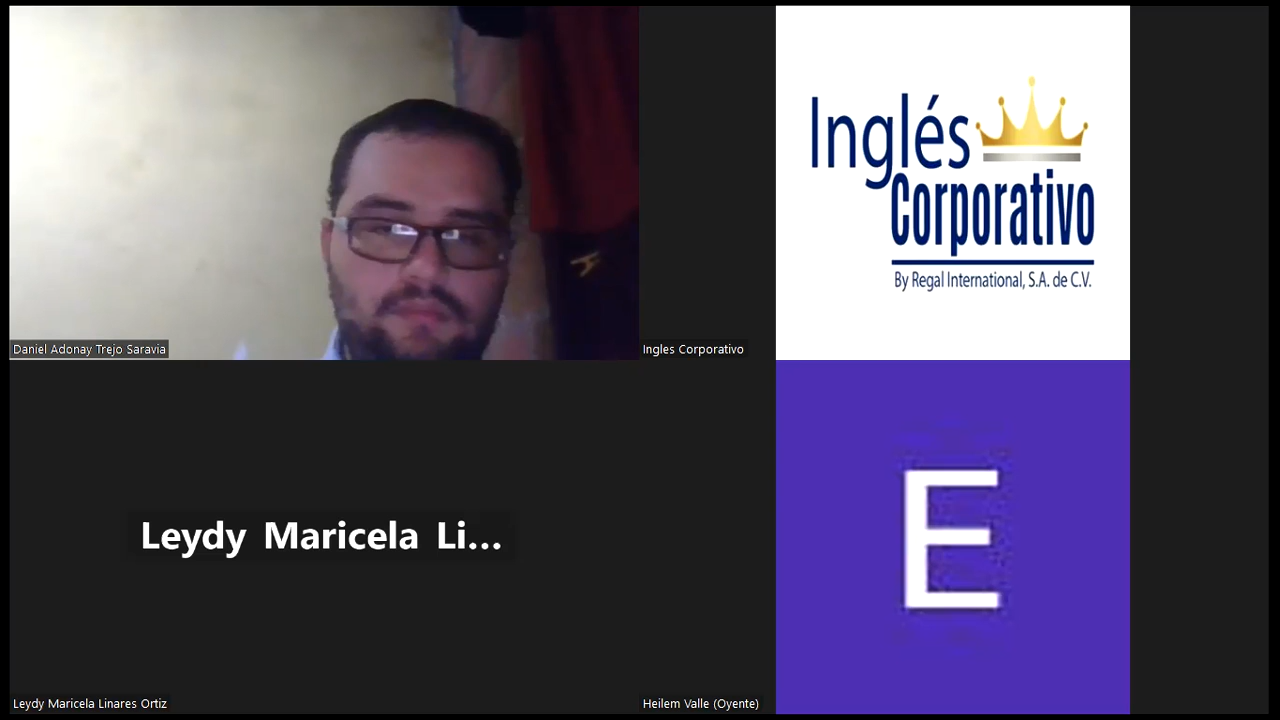 Inglés
Corporativo
By Regal International, S.A. de C.V.
Daniel Adonay Trejo Saravia
Ingles Corporativo
Leydy Maricela Li...
E
Leydy Maricela Linares Ortiz
Heilem Valle (Oyente)